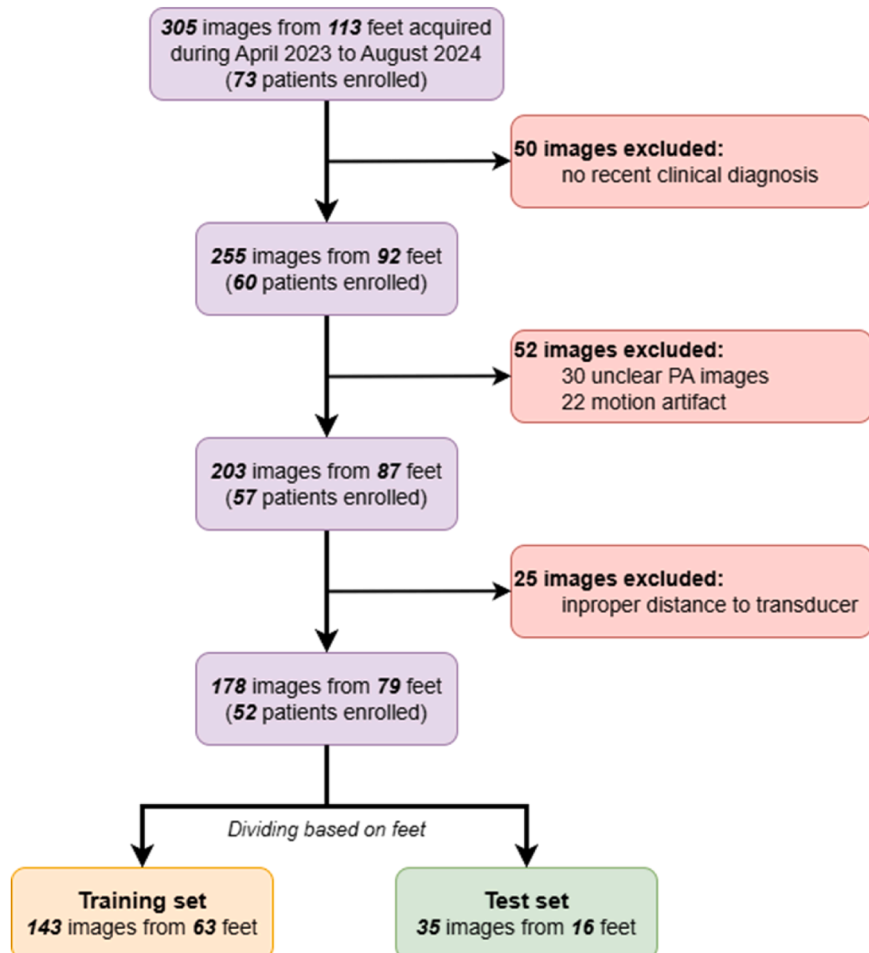 305 images from 113 feet acquired
during April 2023 to August 2024
(73 patients enrolled)
50 images excluded:
no recent clinical diagnosis
255 images from 92 feet
(60 patients enrolled)
52 images excluded:
30 unclear PA images
22 motion artifact
203 images from 87 feet
(57 patients enrolled)
25 images excluded:
inproper distance to transducer
178 images from 79 feet
(52 patients enrolled)
Dividing based on feet
Training set
143 images from 63 feet
Test set
35 images from 16 feet